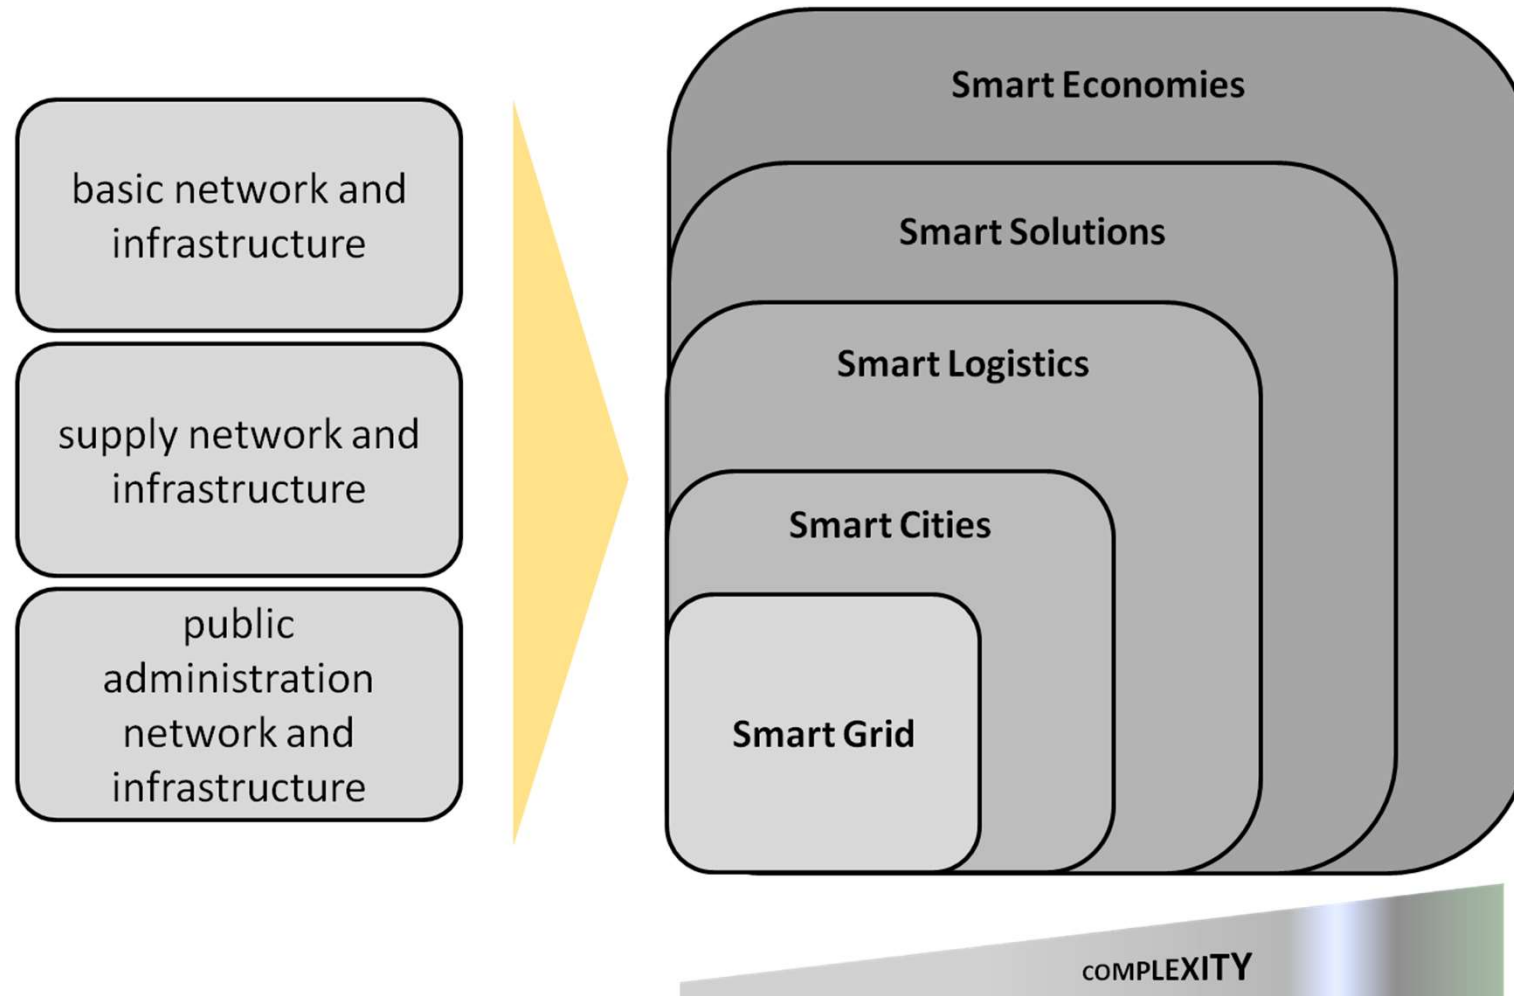 basic network and
infrastructure
supply network and
infrastructure
public
administration
network and
infrastructure
Smart Economies
Smart Solutions
Smart Logistics
Smart Cities
Smart Grid
COMPLEXITY